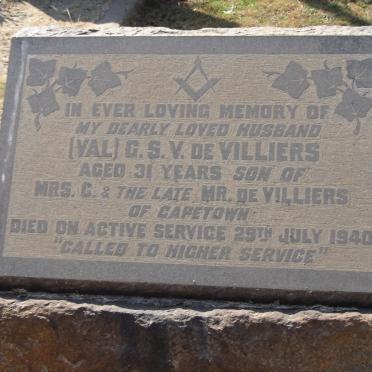 IN EVER LOVING MEMORY OF
MY DEARLY LOVED HUSBAND
(VAL) G. S. V. DE VILLIERS
AGED 31 YEARS SON OF
MRS. C. & THE LATE MR. DE VILLIERS
OF CAPETOWN
DIED ON ACTIVE SERVICE 29TH JULY 1940
"CALLED TO HIGHER SERVICE"